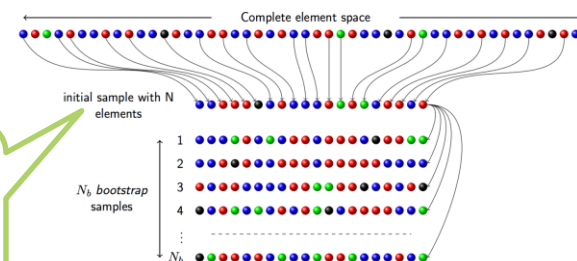 Complete element space
initial sample with N
elements
1
2
N_b bootstrap
samples
3
4
⋮
N_b